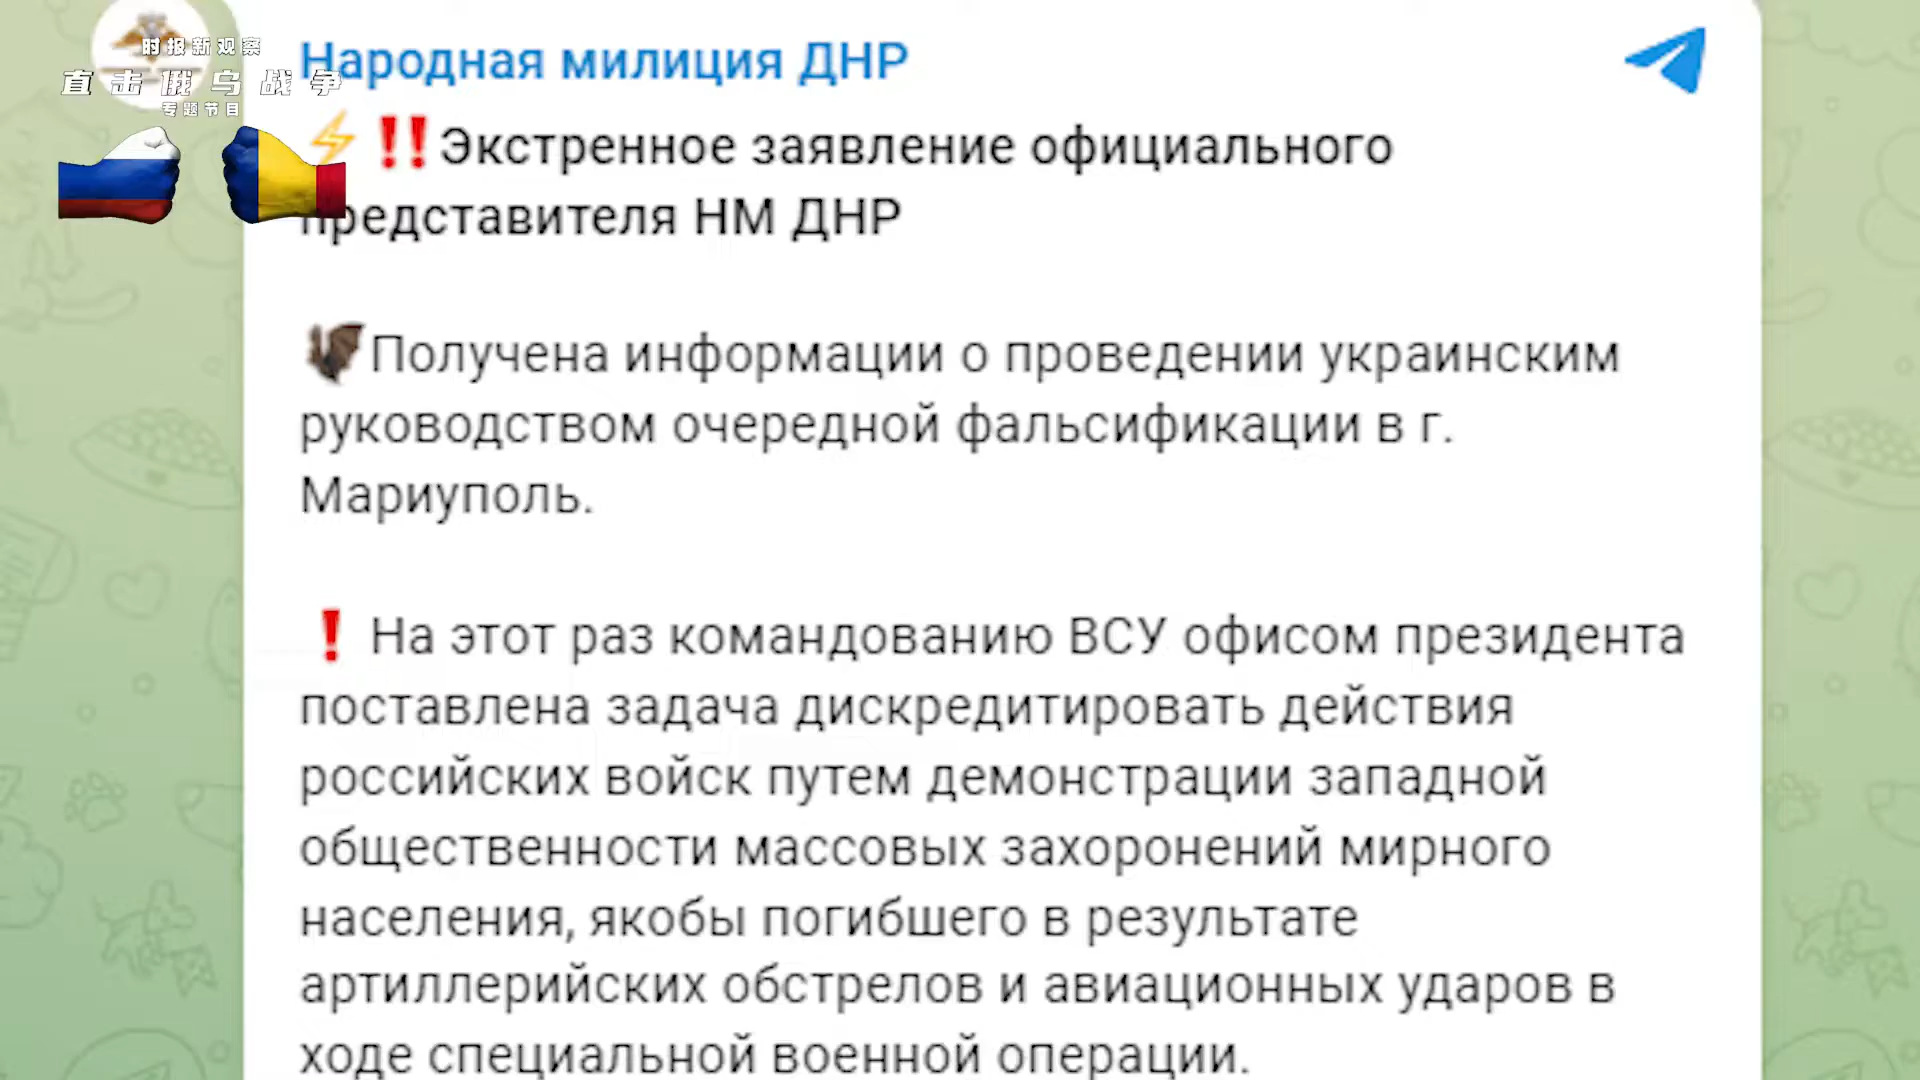 时报新观察
直击俄乌战争
专题节目
Народная милиция ДНР
⚡‼Экстренное заявление официального
представителя НМ ДНР
🦇Получена информации о проведении украинским
руководством очередной фальсификации в г.
Мариуполь.
❗ На этот раз командованию ВСУ офисом президента
поставлена задача дискредитировать действия
российских войск путем демонстрации западной
общественности массовых захоронений мирного
населения, якобы погибшего в результате
артиллерийских обстрелов и авиационных ударов в
ходе специальной военной операции.